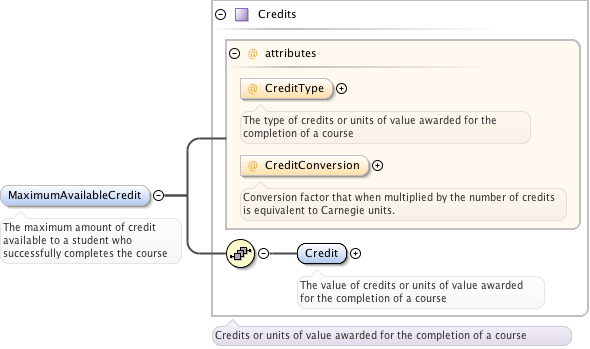 Credits
@ attributes
@ CreditType
The type of credits or units of value awarded for the
completion of a course
@ CreditConversion
Conversion factor that when multiplied by the number of credits
is equivalent to Carnegie units.
MaximumAvailableCredit
The maximum amount of credit
available to a student who
successfully completes the course
Credit
The value of credits or units of value awarded
for the completion of a course
Credits or units of value awarded for the completion of a course